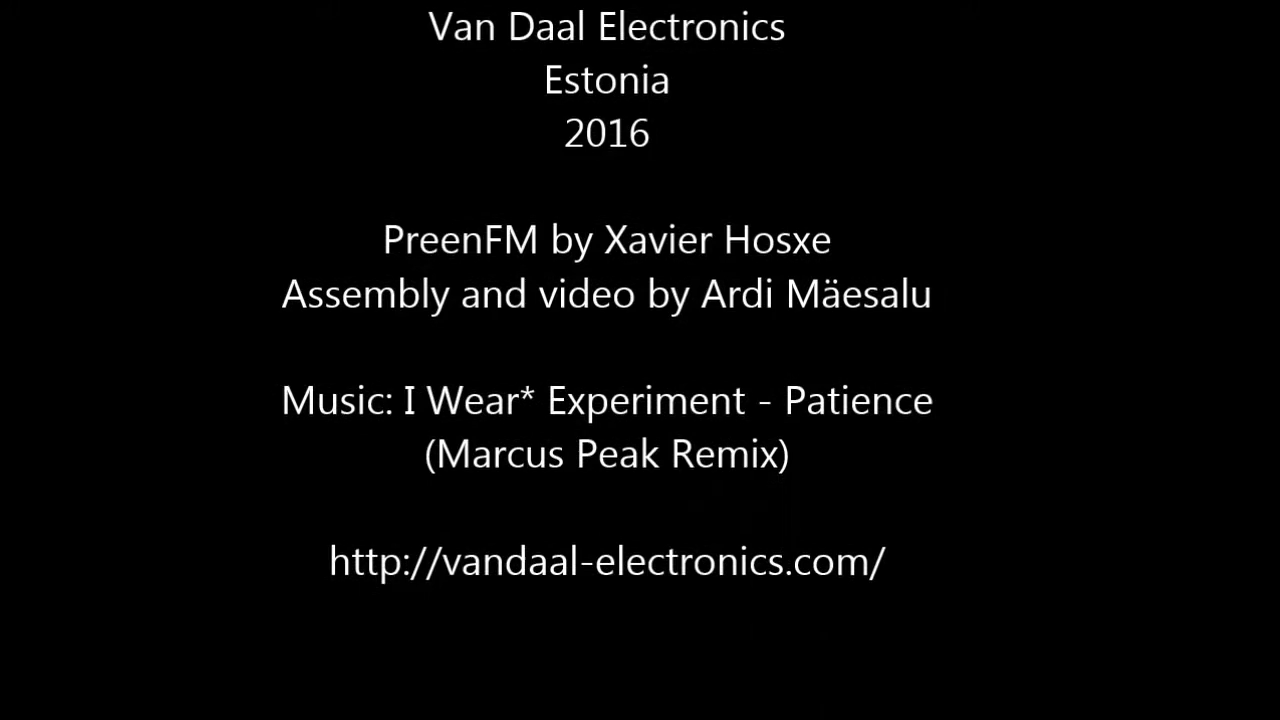 Van Daal Electronics
Estonia
2016
PreenFM by Xavier Hosxe
Assembly and video by Ardi Mäesalu
Music: I Wear* Experiment - Patience
(Marcus Peak Remix)
http://vandaal-electronics.com/